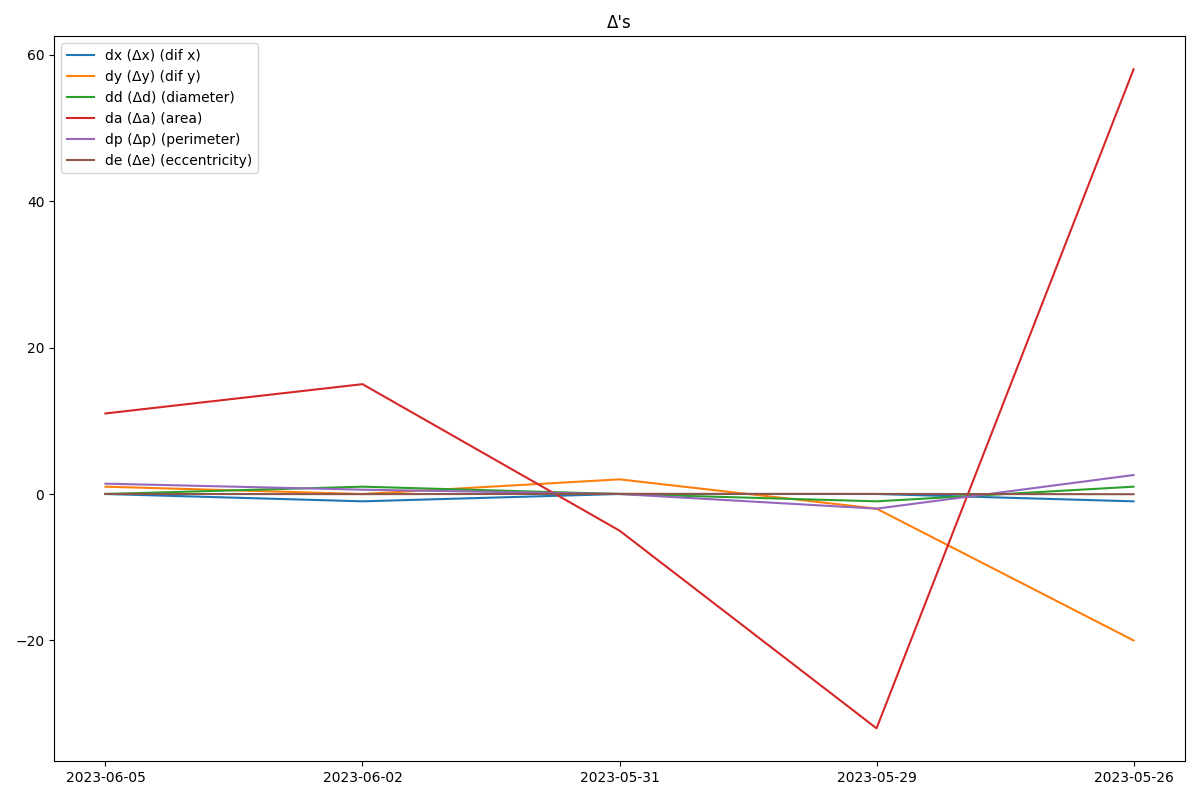 Δ's
dx (Δx) (dif x)
dy (Δy) (dif y)
dd (Δd) (diameter)
da (Δa) (area)
dp (Δp) (perimeter)
de (Δe) (eccentricity)
60
40
20
0
−20
2023-06-05 2023-06-02 2023-05-31 2023-05-29 2023-05-26